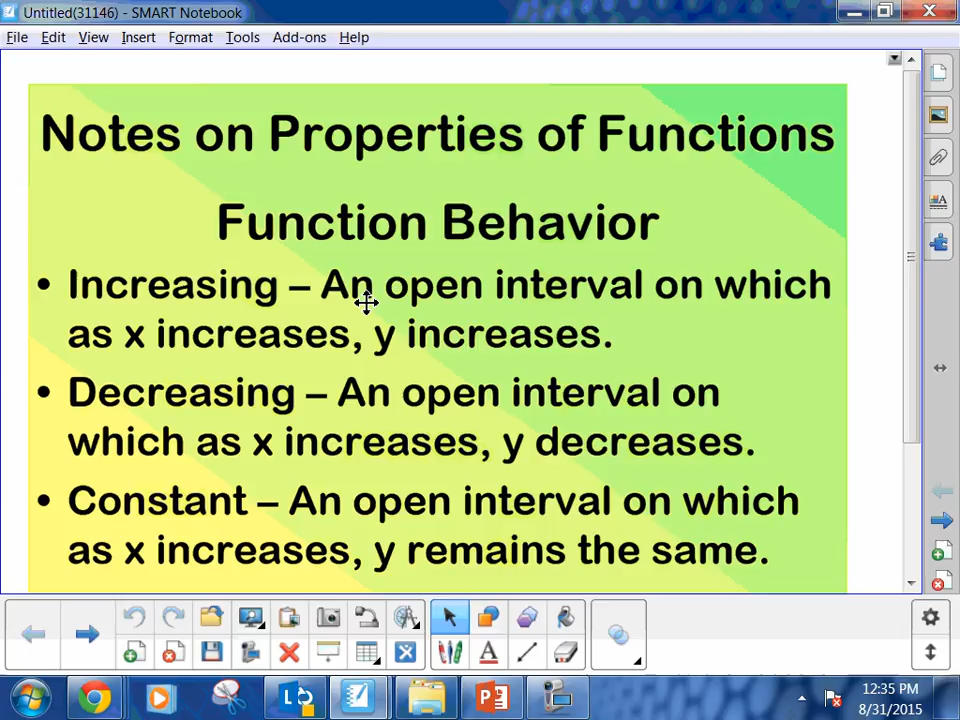 Untitled(31146) - SMART Notebook
File Edit View Insert Format Tools Add-ons Help
Notes on Properties of Functions
Function Behavior
• Increasing – An open interval on which
as x increases, y increases.
• Decreasing – An open interval on
which as x increases, y decreases.
• Constant – An open interval on which
as x increases, y remains the same.
12:35 PM
8/31/2015